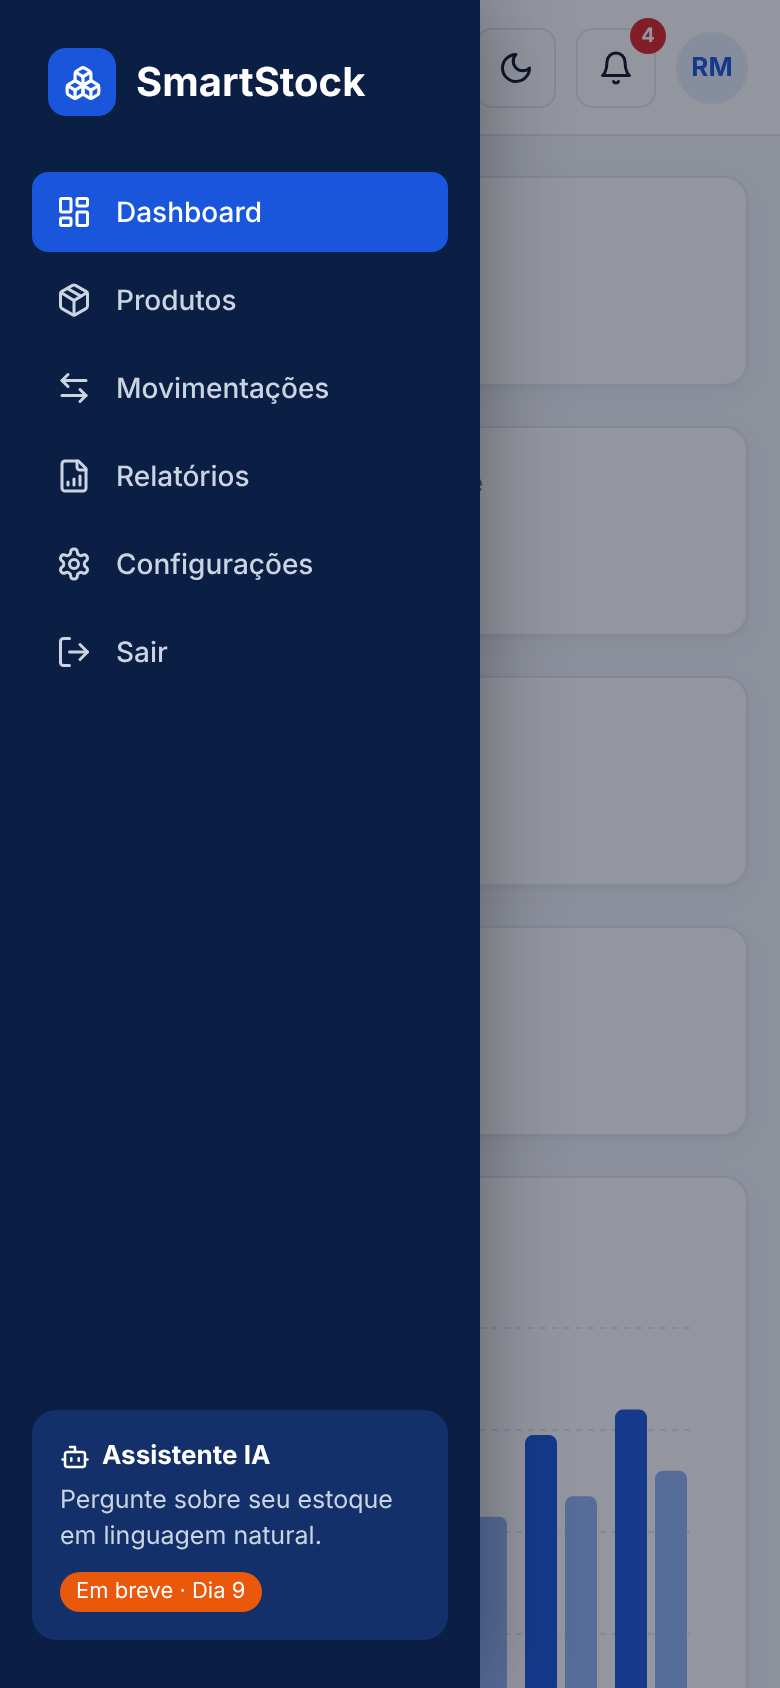 SmartStock
4
RM
Dashboard
Produtos
Movimentações
Relatórios
Configurações
Sair
Assistente IA
Pergunte sobre seu estoque
em linguagem natural.
Em breve · Dia 9